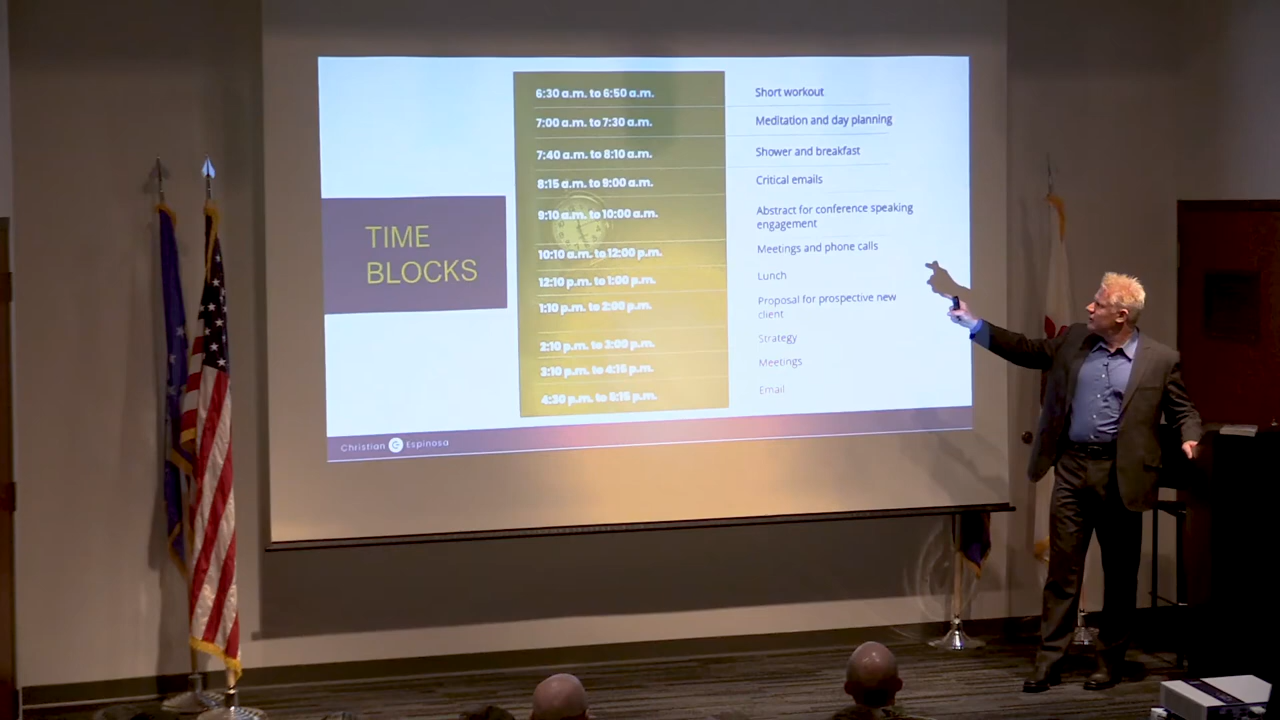 TIME
BLOCKS
6:30 a.m. to 6:50 a.m.
Short workout
7:00 a.m. to 7:30 a.m.
Meditation and day planning
7:40 a.m. to 8:10 a.m.
Shower and breakfast
8:15 a.m. to 9:00 a.m.
Critical emails
9:10 a.m. to 10:00 a.m.
Abstract for conference speaking
engagement
10:10 a.m. to 12:00 p.m.
Meetings and phone calls
12:10 p.m. to 1:00 p.m.
Lunch
1:10 p.m. to 2:00 p.m.
Proposal for prospective new
client
2:10 p.m. to 3:00 p.m.
Strategy
3:10 p.m. to 4:15 p.m.
Meetings
4:30 p.m. to 5:15 p.m.
Email
Christian Espinosa